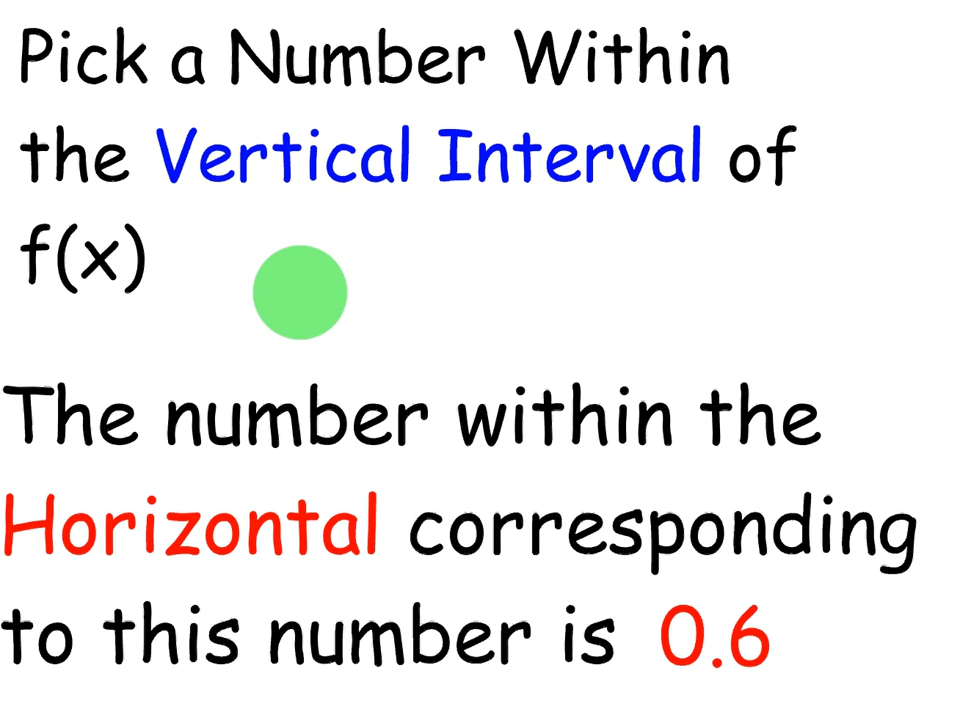 Pick a Number Within
the Vertical Interval of
f(x)
The number within the
Horizontal corresponding
to this number is 0.6